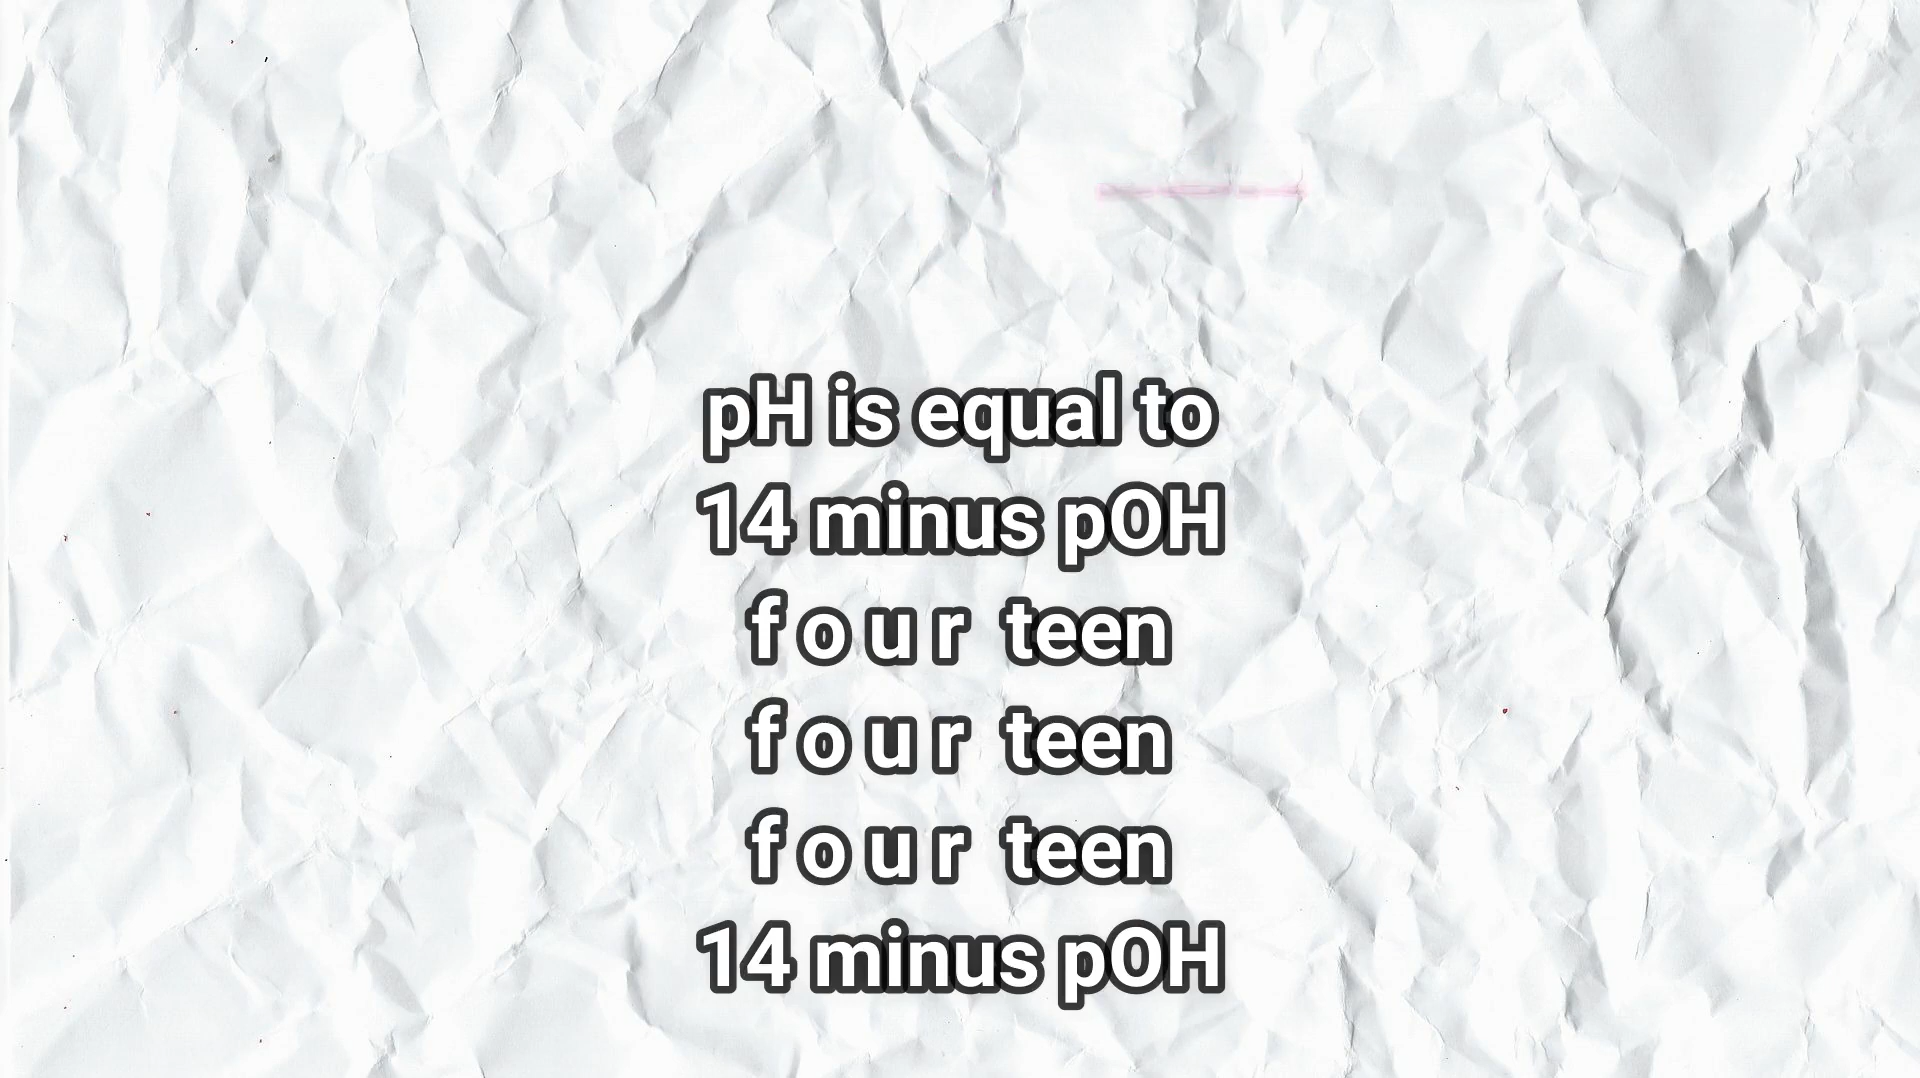 pH is equal to
14 minus pOH
f o u r  teen
f o u r  teen
f o u r  teen
14 minus pOH